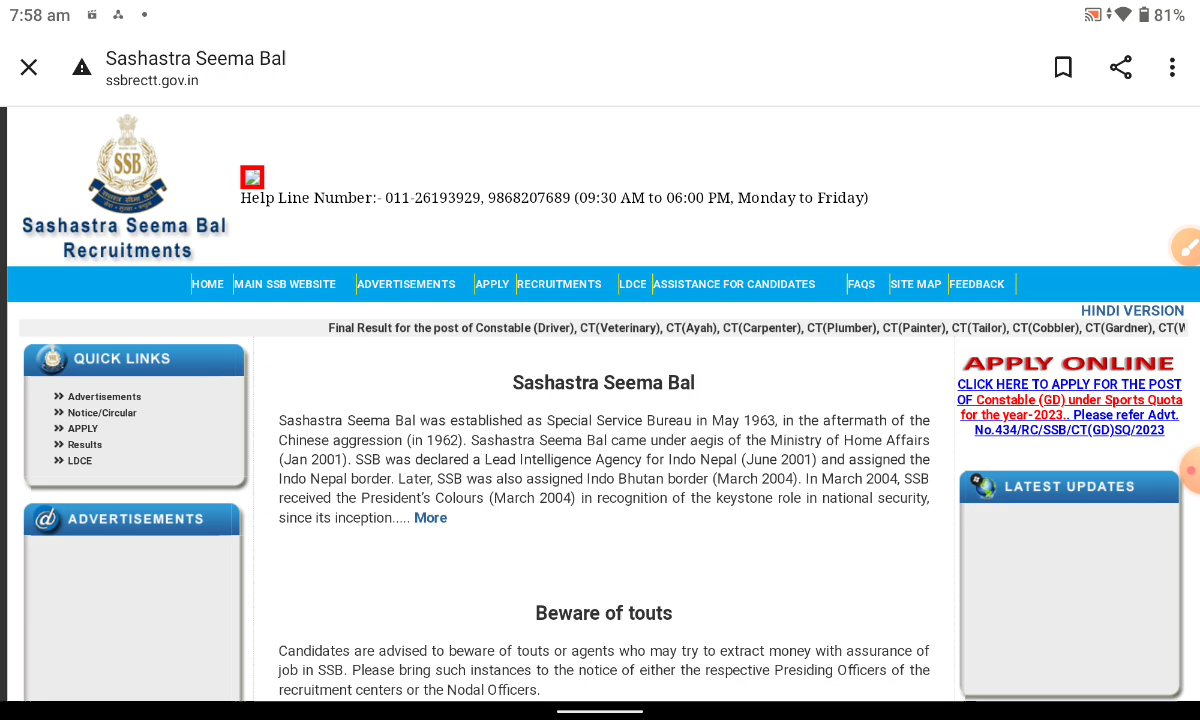 7:58 am
81%
Sashastra Seema Bal
ssbrectt.gov.in
SSB
Sashastra Seema Bal
Recruitments
Help Line Number:- 011-26193929, 9868207689 (09:30 AM to 06:00 PM, Monday to Friday)
HOME MAIN SSB WEBSITE ADVERTISEMENTS APPLY RECRUITMENTS LDCE ASSISTANCE FOR CANDIDATES FAQS SITE MAP FEEDBACK
HINDI VERSION
Final Result for the post of Constable (Driver), CT(Veterinary), CT(Ayah), CT(Carpenter), CT(Plumber), CT(Painter), CT(Tailor), CT(Cobbler), CT(Gardner), CT(W
QUICK LINKS
Advertisements
Notice/Circular
APPLY
Results
LDCE
ADVERTISEMENTS
Sashastra Seema Bal
Sashastra Seema Bal was established as Special Service Bureau in May 1963, in the aftermath of the
Chinese aggression (in 1962). Sashastra Seema Bal came under aegis of the Ministry of Home Affairs
(Jan 2001). SSB was declared a Lead Intelligence Agency for Indo Nepal (June 2001) and assigned the
Indo Nepal border. Later, SSB was also assigned Indo Bhutan border (March 2004). In March 2004, SSB
received the President's Colours (March 2004) in recognition of the keystone role in national security,
since its inception..... More
Beware of touts
Candidates are advised to beware of touts or agents who may try to extract money with assurance of
job in SSB. Please bring such instances to the notice of either the respective Presiding Officers of the
recruitment centers or the Nodal Officers.
APPLY ONLINE
CLICK HERE TO APPLY FOR THE POST
OF Constable (GD) under Sports Quota
for the year-2023.. Please refer Advt.
No.434/RC/SSB/CT(GD)SQ/2023
LATEST UPDATES